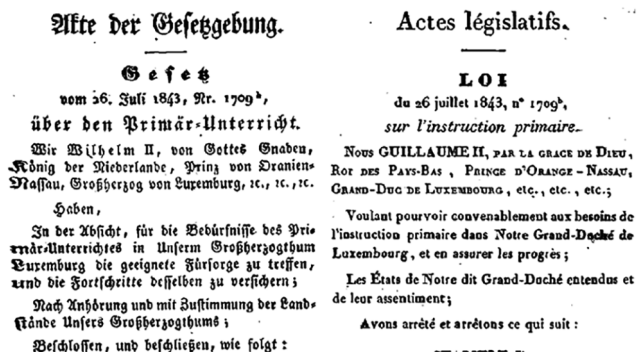 Akte der Gesetzgebung.
Gesetz
vom 26. Juli 1843, Nr. 1709ᵇ,
über den Primär-Unterricht.
Wir Wilhelm II, von Gottes Gnaden,
König der Niederlande, Prinz von Oranien-
Nassau, Großherzog von Luxemburg, ꝛc., ꝛc., ꝛc.
Haben,
In der Absicht, für die Bedürfnisse des Pri-
mär-Unterrichtes in Unserm Großherzogthum
Luxemburg die geeignete Fürsorge zu treffen,
und die Fortschritte desselben zu versichern;
Nach Anhörung und mit Zustimmung der Land-
stände Unsers Großherzogthums;
Beschlossen, und beschließen, wie folgt:
Actes législatifs.
LOI
du 26 juillet 1843, nº 1709ᵇ,
sur l'instruction primaire.
Nous GUILLAUME II, par la grace de Dieu,
Roi des Pays-Bas, Prince d'Orange-Nassau,
Grand-Duc de Luxembourg, etc., etc., etc.;
Voulant pourvoir convenablement aux besoins de
l'instruction primaire dans Notre Grand-Duché de
Luxembourg, et en assurer les progrès;
Les États de Notre dit Grand-Duché entendus et
de leur assentiment;
Avons arrêté et arrêtons ce qui suit: